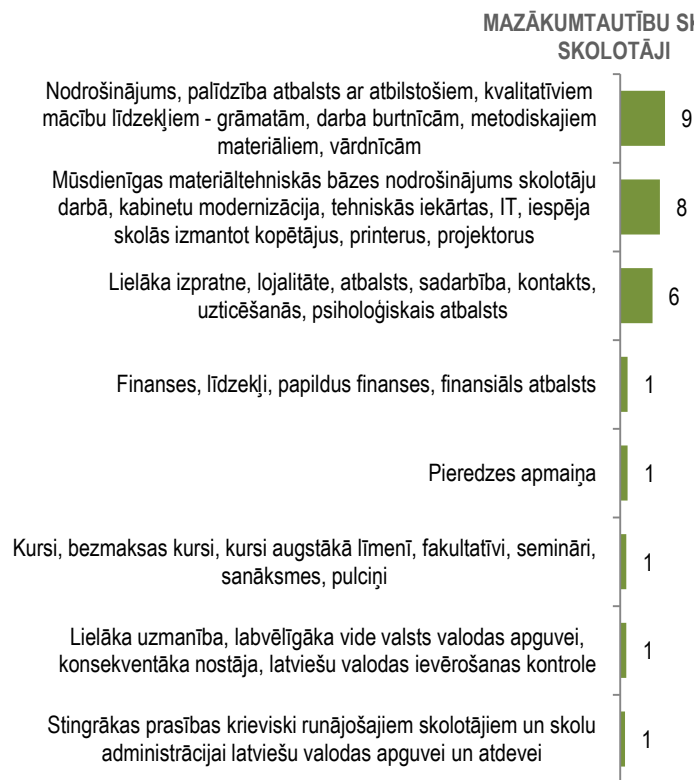 MAZĀKUMTAUTĪBU
SKOLOTĀJI
Nodrošinājums, palīdzība atbalsts ar atbilstošiem, kvalitatīviem
mācību līdzekļiem - grāmatām, darba burtnīcām, metodiskajiem
materiāliem, vārdnīcām
9
Mūsdienīgas materiāltehniskās bāzes nodrošinājums skolotāju
darbā, kabinetu modernizācija, tehniskās iekārtas, IT, iespēja
skolās izmantot kopētājus, printerus, projektorus
8
Lielāka izpratne, lojalitāte, atbalsts, sadarbība, kontakts,
uzticēšanās, psiholoģiskais atbalsts
6
Finanses, līdzekļi, papildus finanses, finansiāls atbalsts
1
Pieredzes apmaiņa
1
Kursi, bezmaksas kursi, kursi augstākā līmenī, fakultatīvi, semināri,
sanāksmes, pulciņi
1
Lielāka uzmanība, labvēlīgāka vide valsts valodas apguvei,
konsekventāka nostāja, latviešu valodas ievērošanas kontrole
1
Stingrākas prasības krieviski runājošajiem skolotājiem un skolu
administrācijai latviešu valodas apguvei un atdevei
1